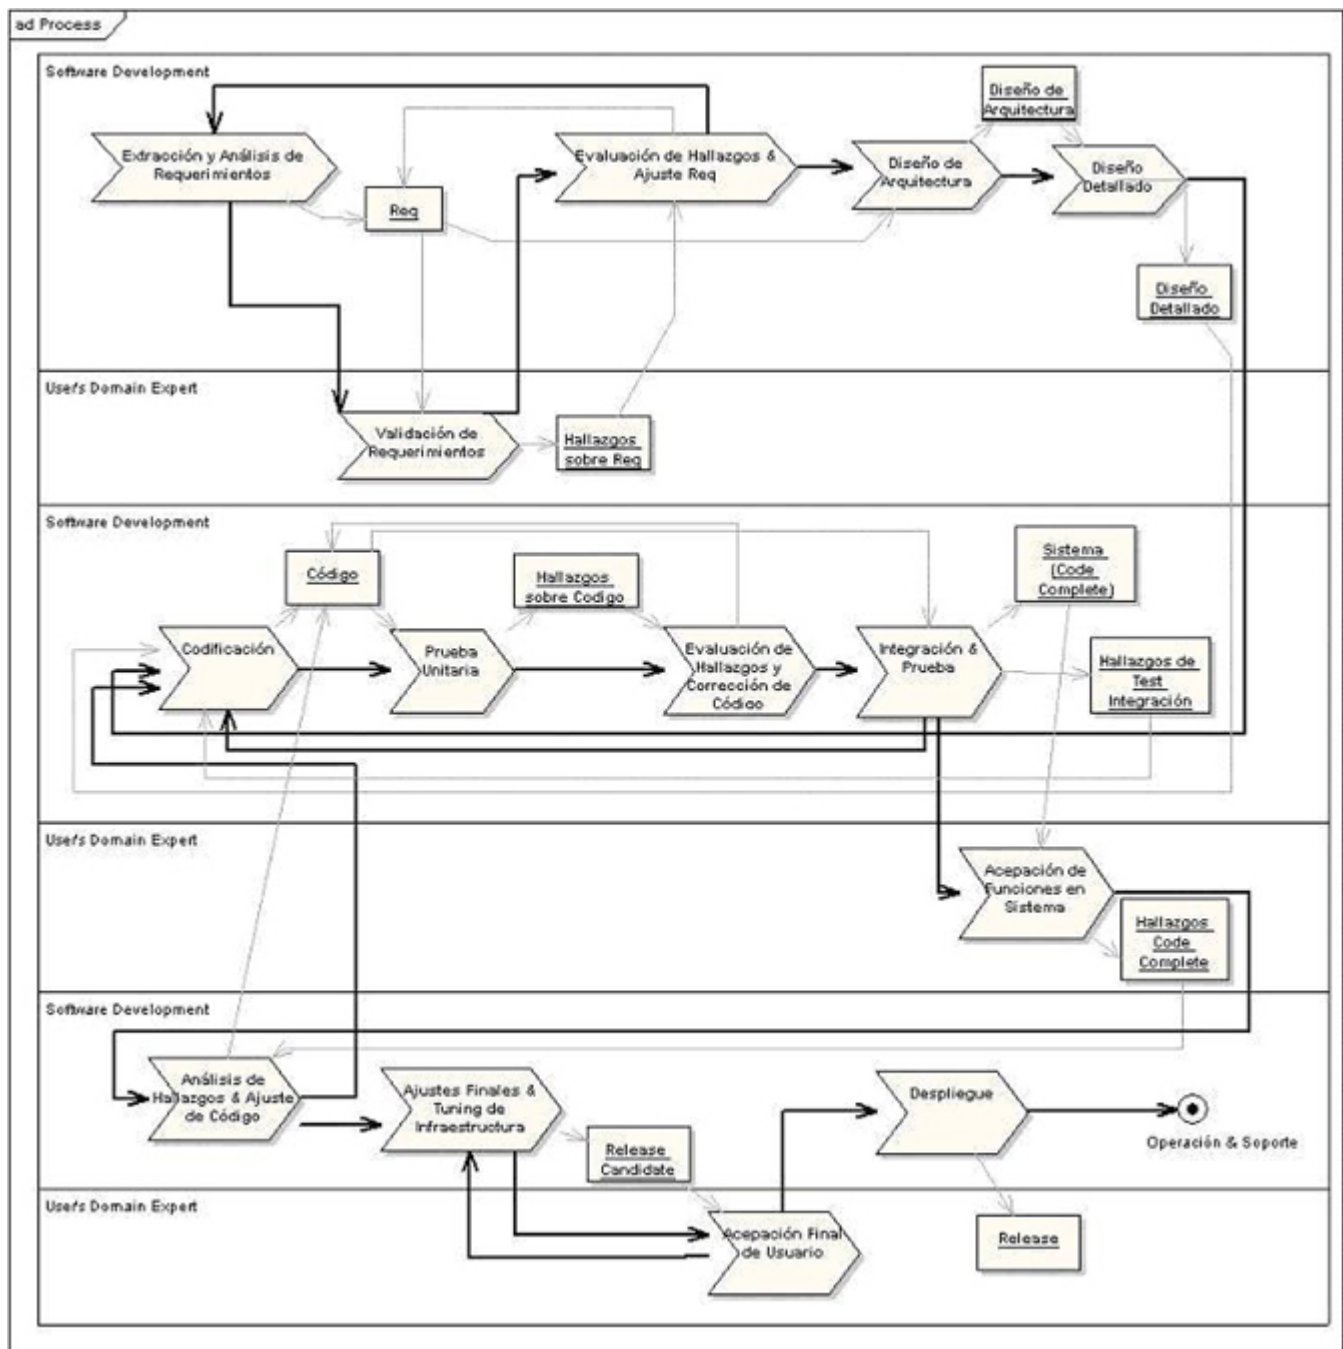 ad Process
Software Development
Extracción y Análisis de
Requerimientos
Req
Evaluación de Hallazgos &
Ajuste Req
Diseño de
Arquitectura
Diseño de
Arquitectura
Diseño
Detallado
Diseño
Detallado
User's Domain Expert
Validación de
Requerimientos
Hallazgos
sobre Req
Software Development
Código
Hallazgos
sobre Codigo
Sistema
(Code
Complete)
Codificación
Prueba
Unitaria
Evaluación de
Hallazgos y
Corrección de
Código
Integración &
Prueba
Hallazgos de
Test
Integración
User's Domain Expert
Acepación de
Funciones en
Sistema
Hallazgos
Code
Complete
Software Development
Análisis de
Hallazgos & Ajuste
de Código
Ajustes Finales &
Tuning de
Infraestructura
Release
Candidate
Despliegue
Operación & Soporte
User's Domain Expert
Acepación Final
de Usuario
Release